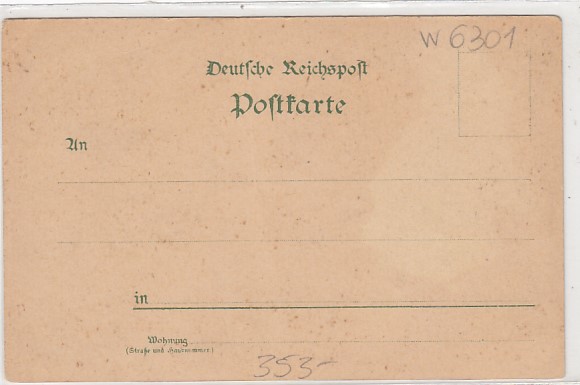 W 6301
Deutsche Reichspost
Postkarte
An
in
Wohnung
(Straße und Hausnummer)
353-